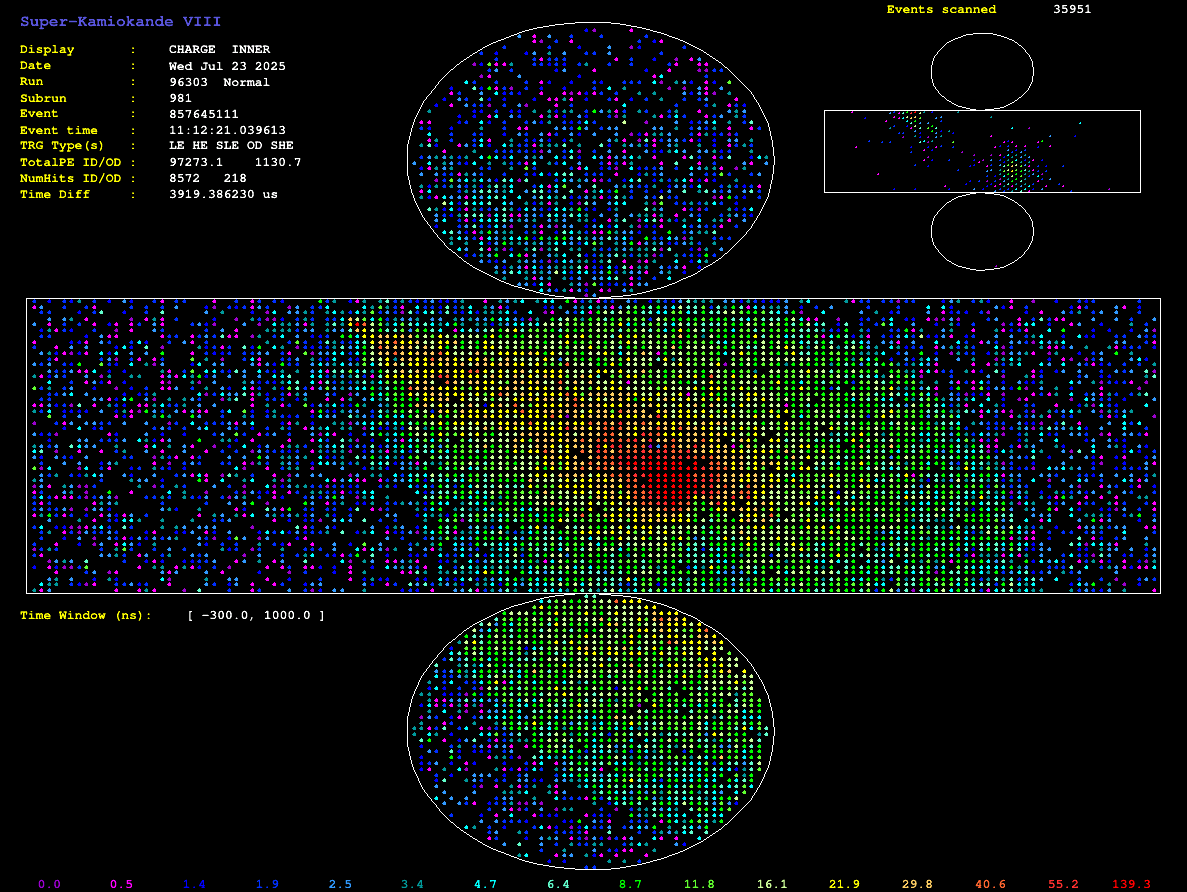 Super-Kamiokande VIII
Events scanned 35951
Display : CHARGE INNER
Date : Wed Jul 23 2025
Run : 96303 Normal
Subrun : 981
Event : 857645111
Event time : 11:12:21.039613
TRG Type(s) : LE HE SLE OD SHE
TotalPE ID/OD : 97273.1 1130.7
NumHits ID/OD : 8572 218
Time Diff : 3919.386230 us
Time Window (ns): [ -300.0, 1000.0 ]
0.0 0.5 1.4 1.9 2.5 3.4 4.7 6.4 8.7 11.8 16.1 21.9 29.8 40.6 55.2 139.3